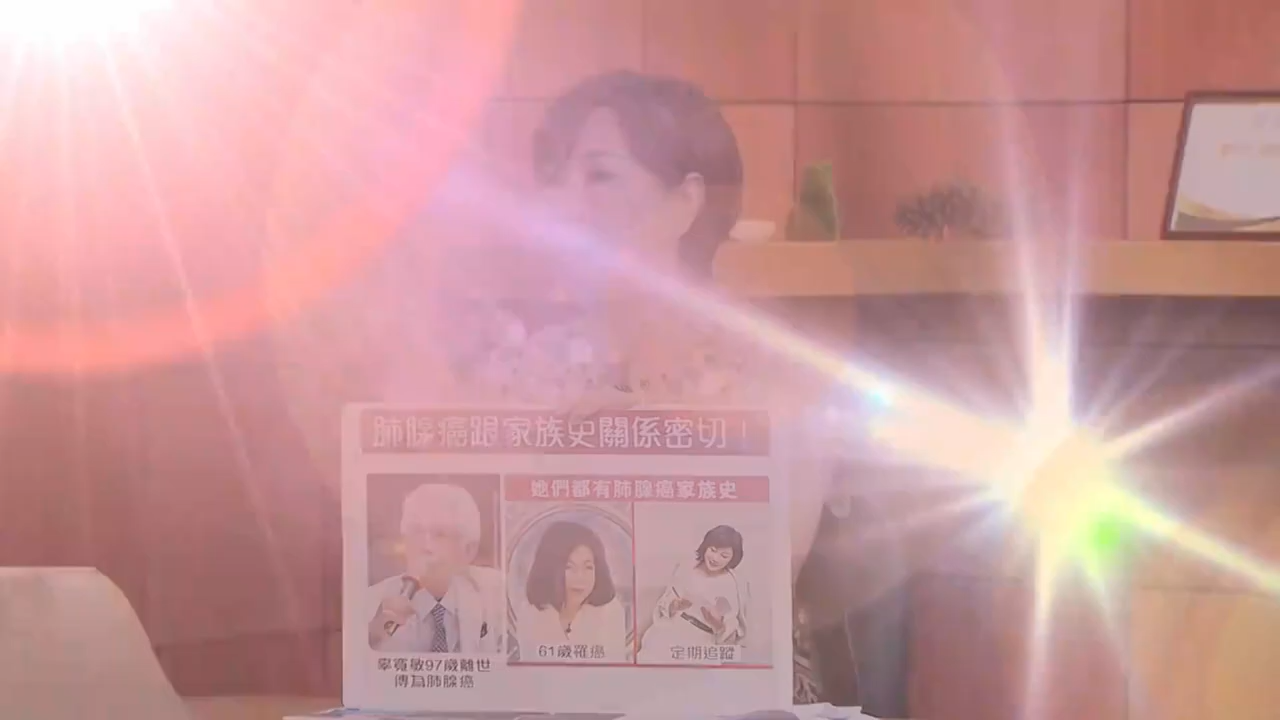 肺腺癌跟家族史關係密切！
她們都有肺腺癌家族史
61歲罹癌
定期追蹤
辜寬敏97歲離世
傳為肺腺癌